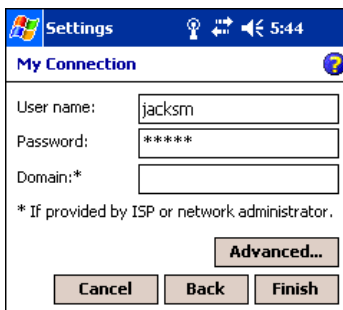 Settings 5:44
My Connection ?
User name: jacksm
Password: *****
Domain:*
* If provided by ISP or network administrator.
Advanced...
Cancel Back Finish